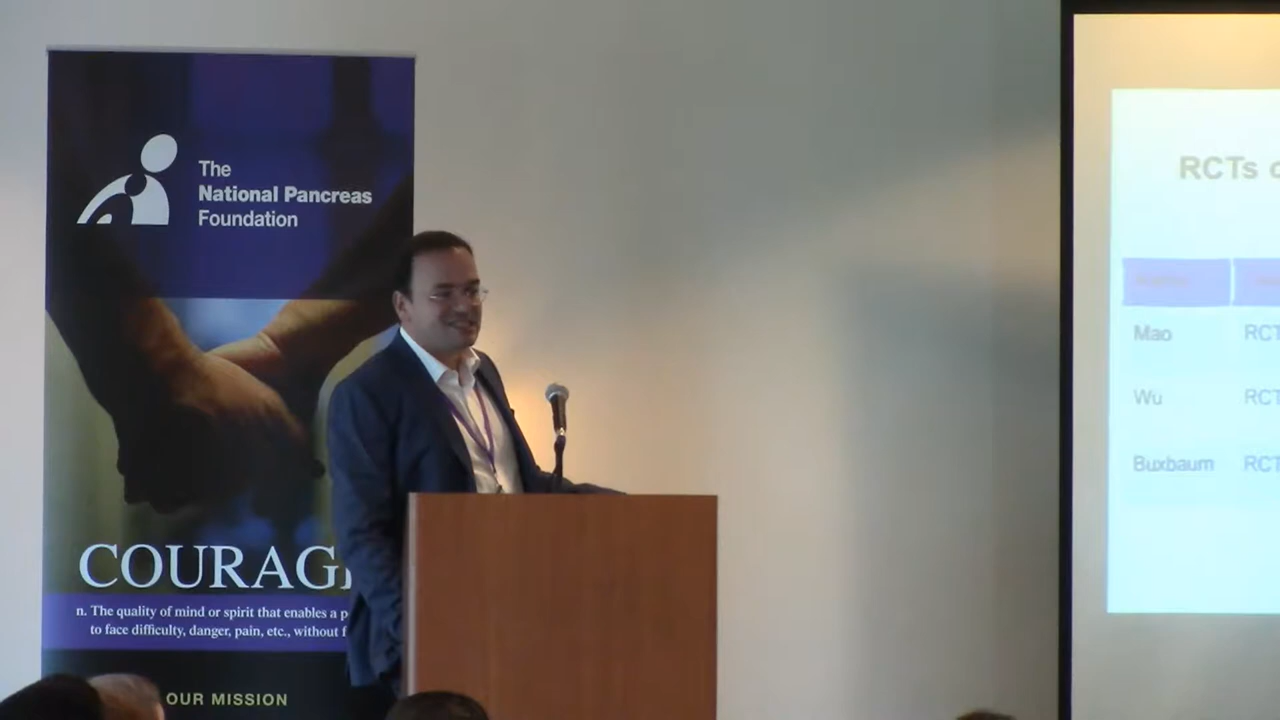 The
National Pancreas
Foundation
COURAG
n. The quality of mind or spirit that enables a p
to face difficulty, danger, pain, etc., without f
OUR MISSION
RCTs
Mao RCT
Wu RCT
Buxbaum RCT